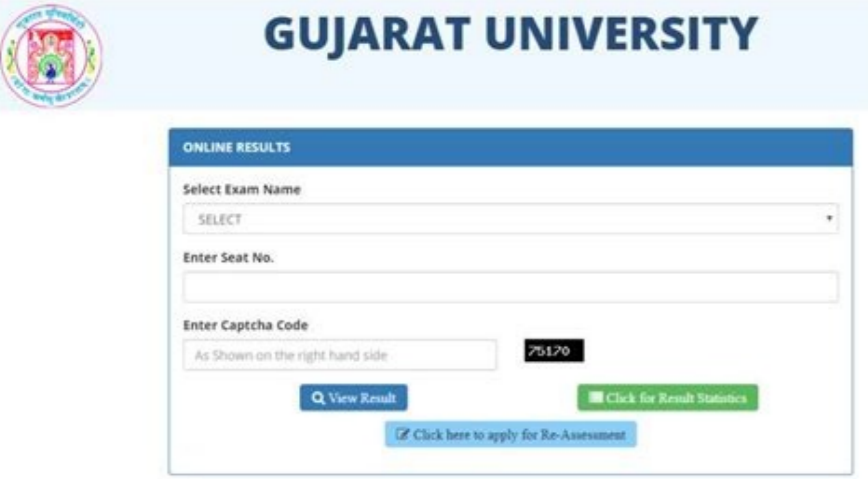 GUJARAT UNIVERSITY
ONLINE RESULTS
Select Exam Name
SELECT
Enter Seat No.
Enter Captcha Code
As Shown on the right hand side
75170
View Result
Click for Result Statistics
Click here to apply for Re-Assessment